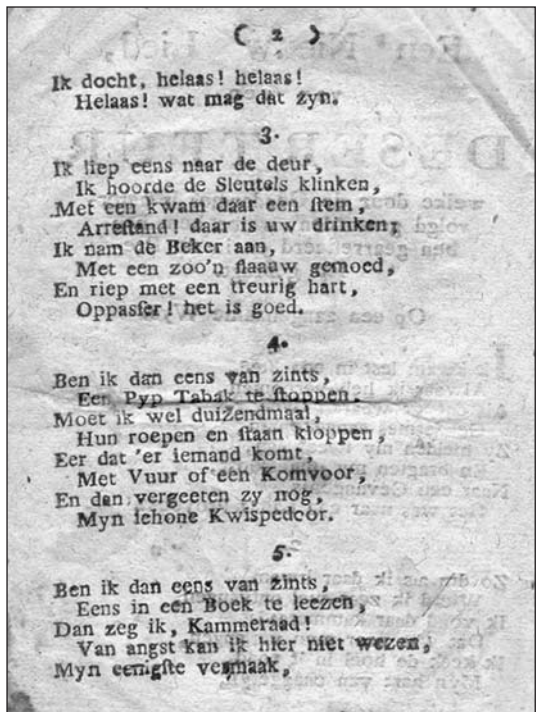 ( 2 )
Ik docht, helaas! helaas!
Helaas! wat mag dat zyn.
3.
Ik liep eens naar de deur,
Ik hoorde de Sleutels klinken,
Met een kwam daar een ſtem,
Arreſtand! daar is uw drinken;
Ik nam de Beker aan,
Met een zoo'n flaauw gemoed,
En riep met een treurig hart,
Oppasſer! het is goed.
4.
Ben ik dan eens van zints,
Een Pyp Tabak te ſtoppen.
Moet ik wel duizendmaal,
Hun roepen en ſtaan kloppen,
Eer dat 'er iemand komt,
Met Vuur of een Komvoor,
En dan vergeeten zy nog,
Myn ſchone Kwispedoor.
5.
Ben ik dan eens van zints,
Eens in een Boek te leezen,
Dan zeg ik, Kammeraad!
Van angst kan ik hier niet wezen,
Myn eenigſte vermaak,